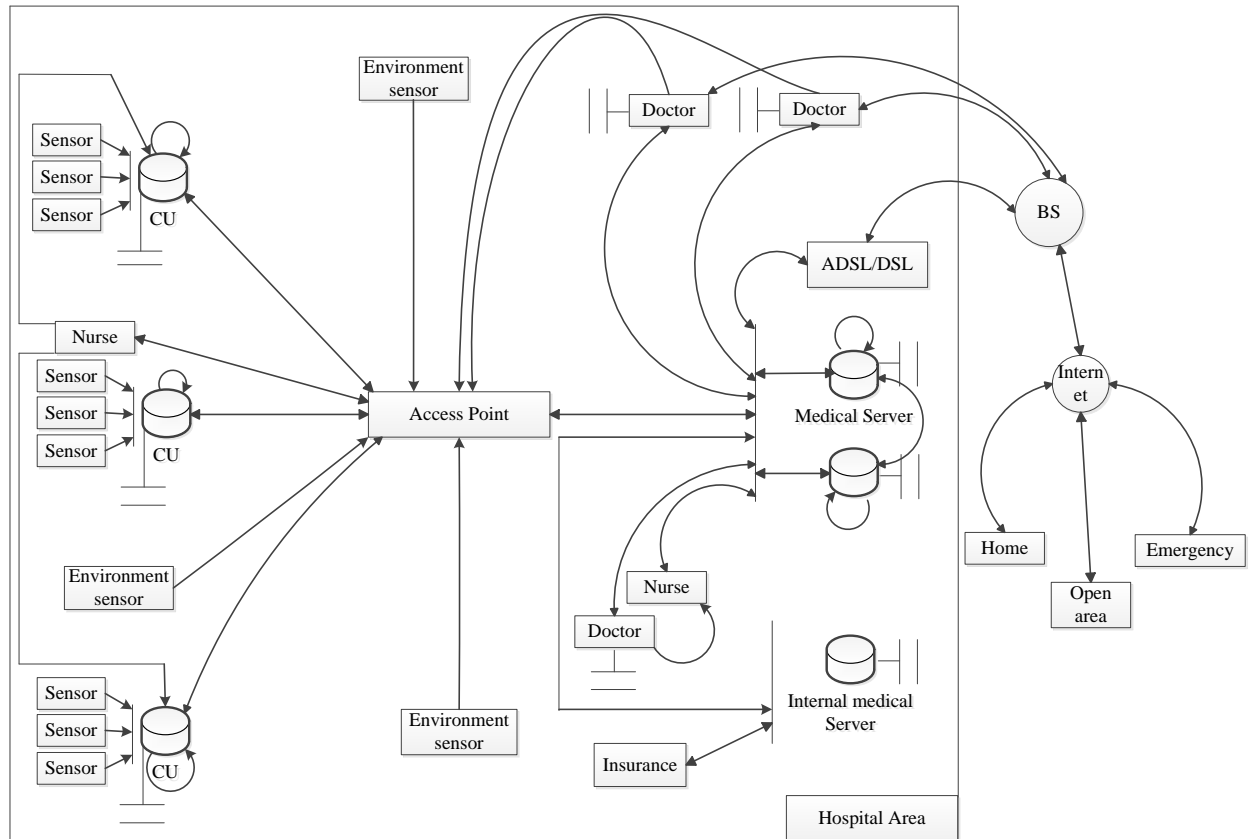 Environment
sensor
Doctor
Doctor
Sensor
Sensor
Sensor
CU
BS
ADSL/DSL
Nurse
Sensor
Sensor
Sensor
CU
Access Point
Medical Server
Intern
et
Home
Emergency
Open
area
Environment
sensor
Nurse
Doctor
Sensor
Sensor
Sensor
CU
Environment
sensor
Internal medical
Server
Insurance
Hospital Area